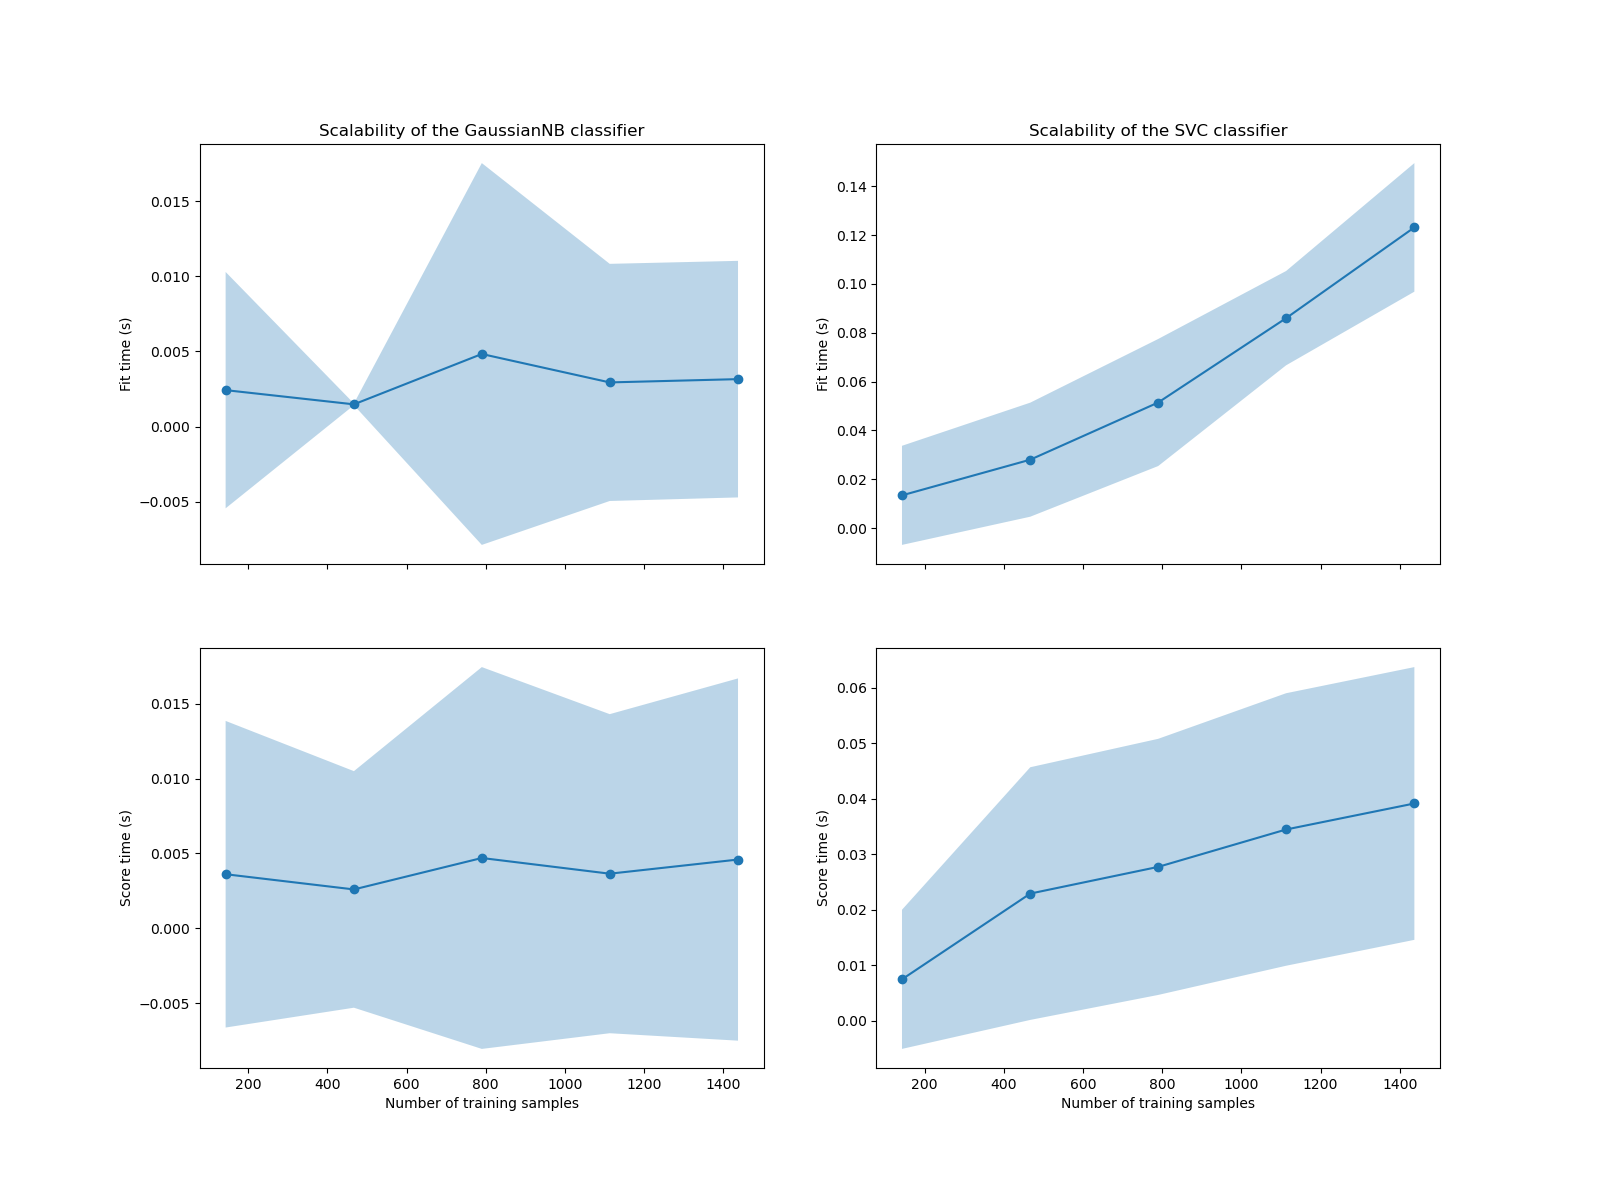 Scalability of the GaussianNB classifier
Fit time (s)
0.015
0.010
0.005
0.000
−0.005
Scalability of the SVC classifier
Fit time (s)
0.14
0.12
0.10
0.08
0.06
0.04
0.02
0.00
Score time (s)
0.015
0.010
0.005
0.000
−0.005
200 400 600 800 1000 1200 1400
Number of training samples
Score time (s)
0.06
0.05
0.04
0.03
0.02
0.01
0.00
200 400 600 800 1000 1200 1400
Number of training samples